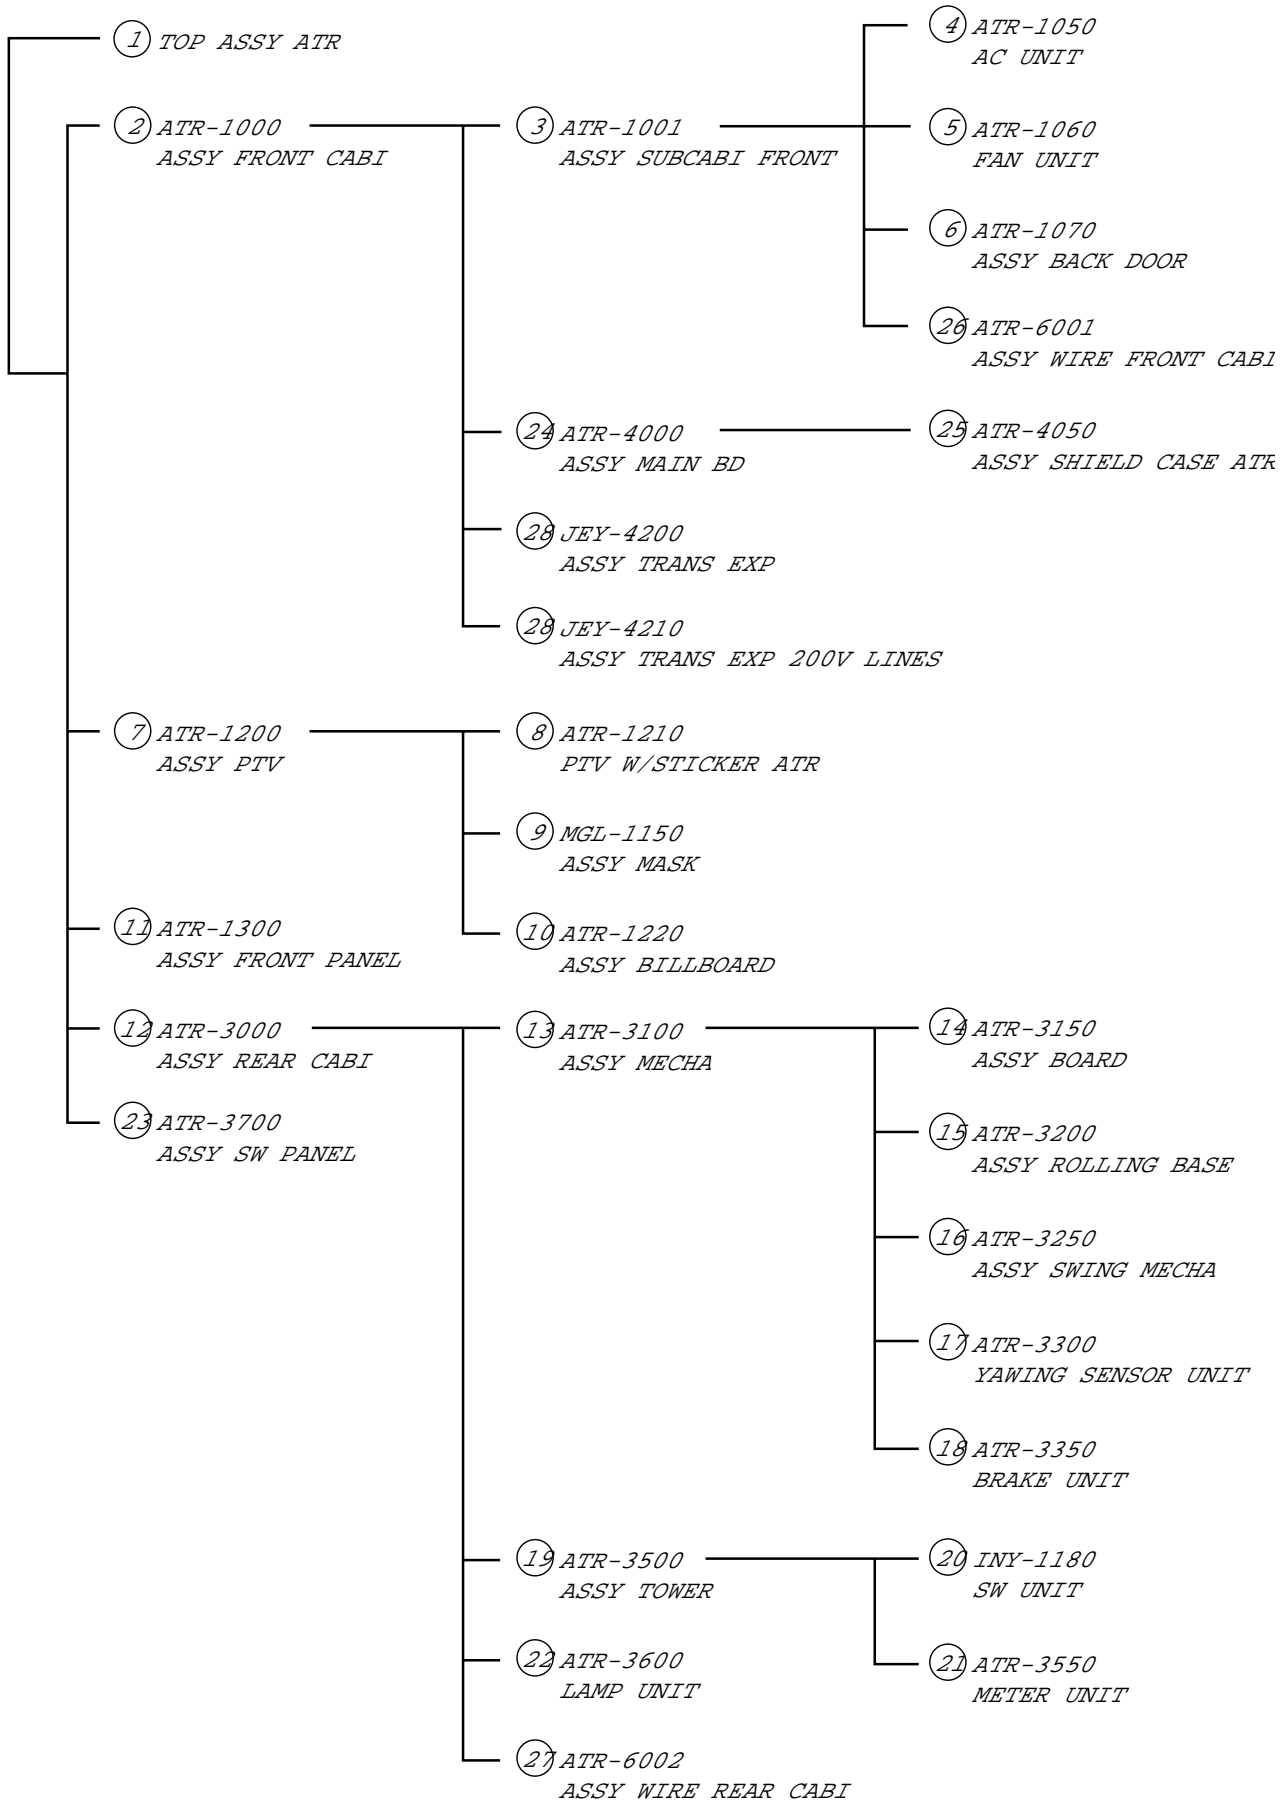 1 TOP ASSY ATR
2 ATR-1000
ASSY FRONT CABI
3 ATR-1001
ASSY SUBCABI FRONT
4 ATR-1050
AC UNIT
5 ATR-1060
FAN UNIT
6 ATR-1070
ASSY BACK DOOR
26 ATR-6001
ASSY WIRE FRONT CABI
24 ATR-4000
ASSY MAIN BD
25 ATR-4050
ASSY SHIELD CASE ATR
28 JEY-4200
ASSY TRANS EXP
28 JEY-4210
ASSY TRANS EXP 200V LINES
7 ATR-1200
ASSY PTV
8 ATR-1210
PTV W/STICKER ATR
9 MGL-1150
ASSY MASK
10 ATR-1220
ASSY BILLBOARD
11 ATR-1300
ASSY FRONT PANEL
12 ATR-3000
ASSY REAR CABI
13 ATR-3100
ASSY MECHA
14 ATR-3150
ASSY BOARD
15 ATR-3200
ASSY ROLLING BASE
16 ATR-3250
ASSY SWING MECHA
17 ATR-3300
YAWING SENSOR UNIT
18 ATR-3350
BRAKE UNIT
19 ATR-3500
ASSY TOWER
20 INY-1180
SW UNIT
21 ATR-3550
METER UNIT
22 ATR-3600
LAMP UNIT
27 ATR-6002
ASSY WIRE REAR CABI
23 ATR-3700
ASSY SW PANEL